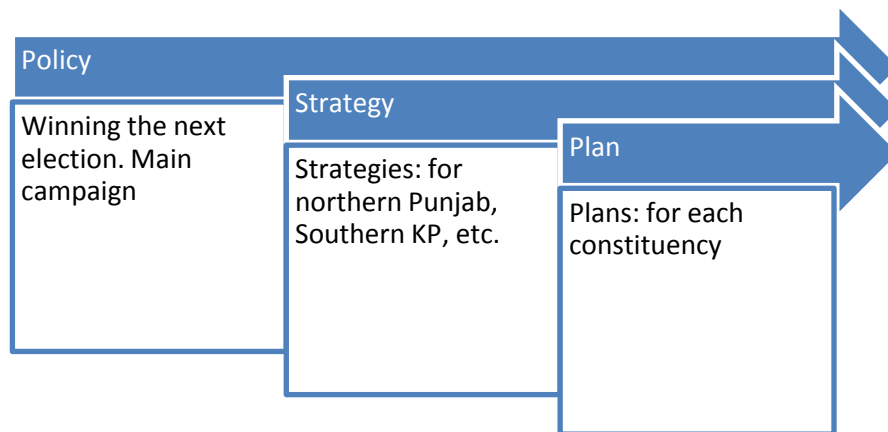 Policy
Winning the next
election. Main
campaign
Strategy
Strategies: for
northern Punjab,
Southern KP, etc.
Plan
Plans: for each
constituency